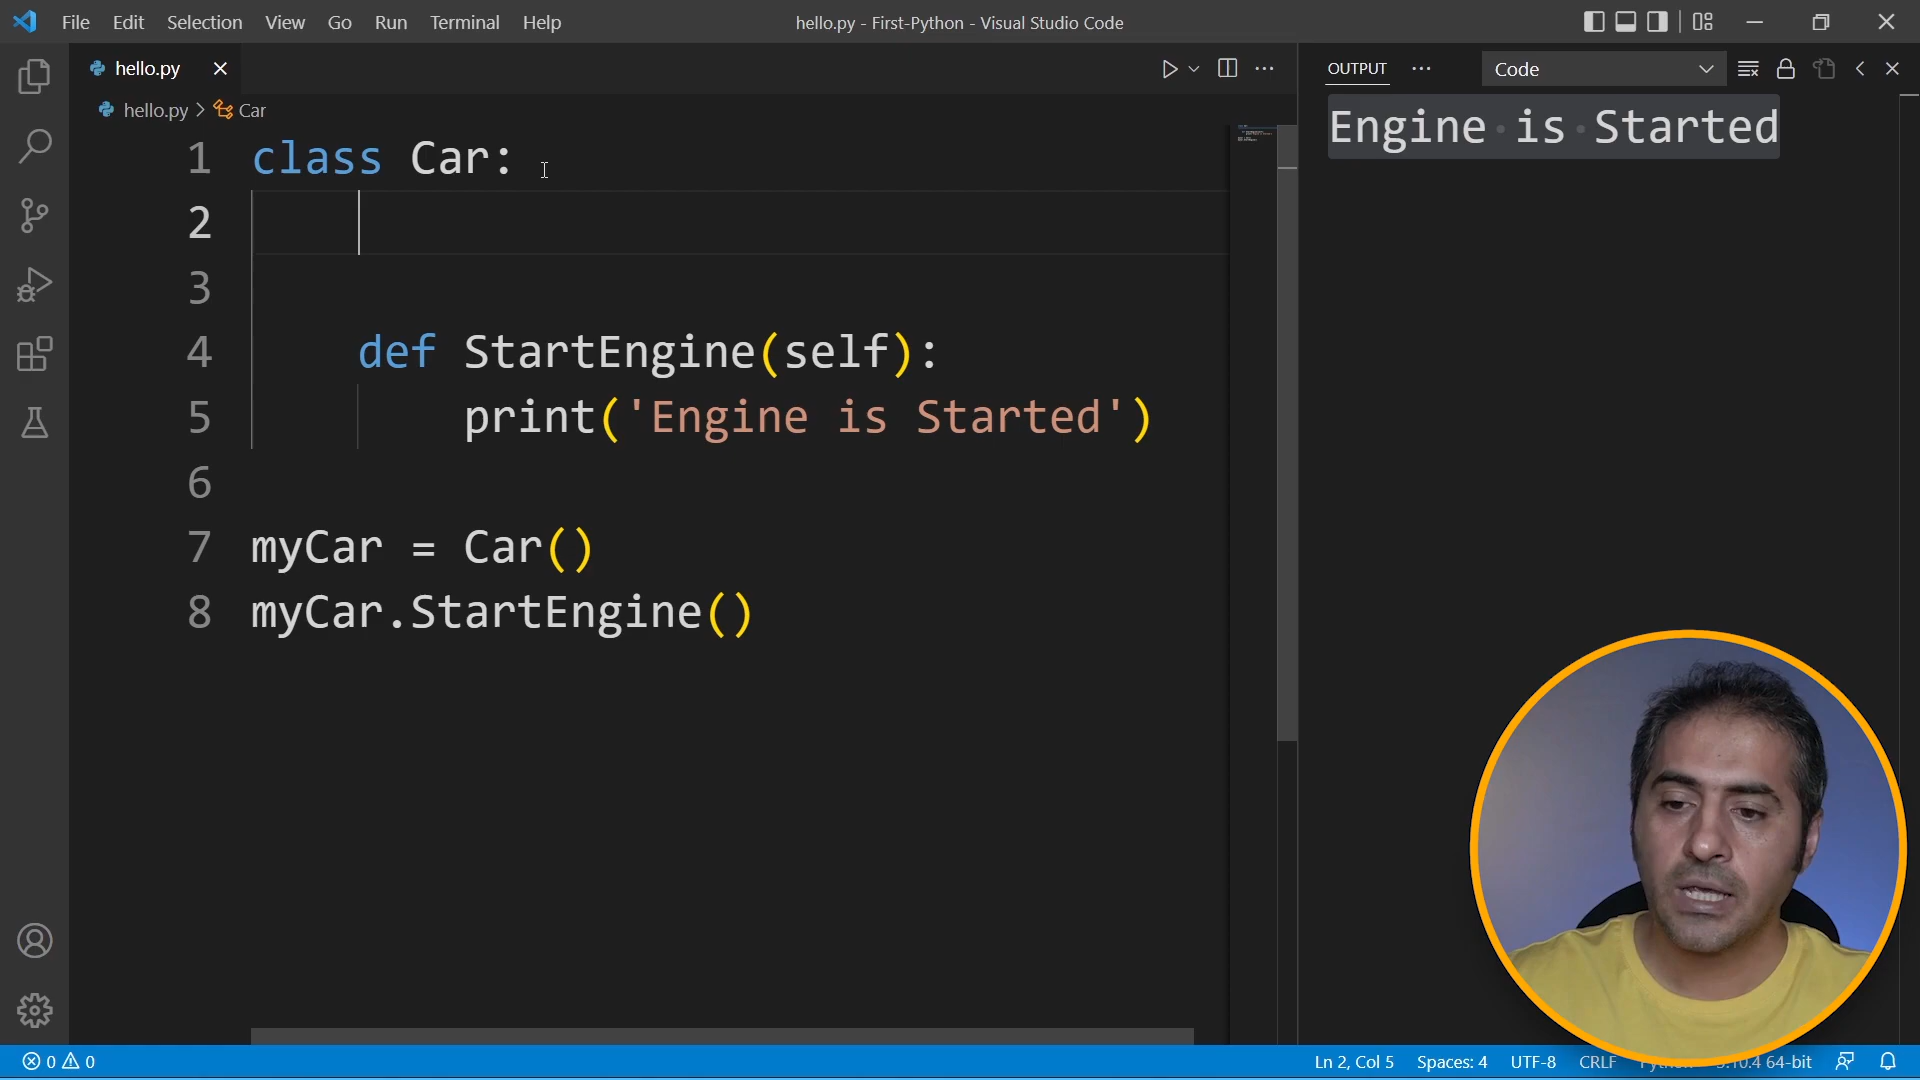 File Edit Selection View Go Run Terminal Help
hello.py - First-Python - Visual Studio Code
hello.py
hello.py > Car
1 class Car:
2
3
4 def StartEngine(self):
5 print('Engine is Started')
6
7 myCar = Car()
8 myCar.StartEngine()
OUTPUT
Code
Engine is Started
0 0
Ln 2, Col 5 Spaces: 4 UTF-8 CRLF 3.10.4 64-bit